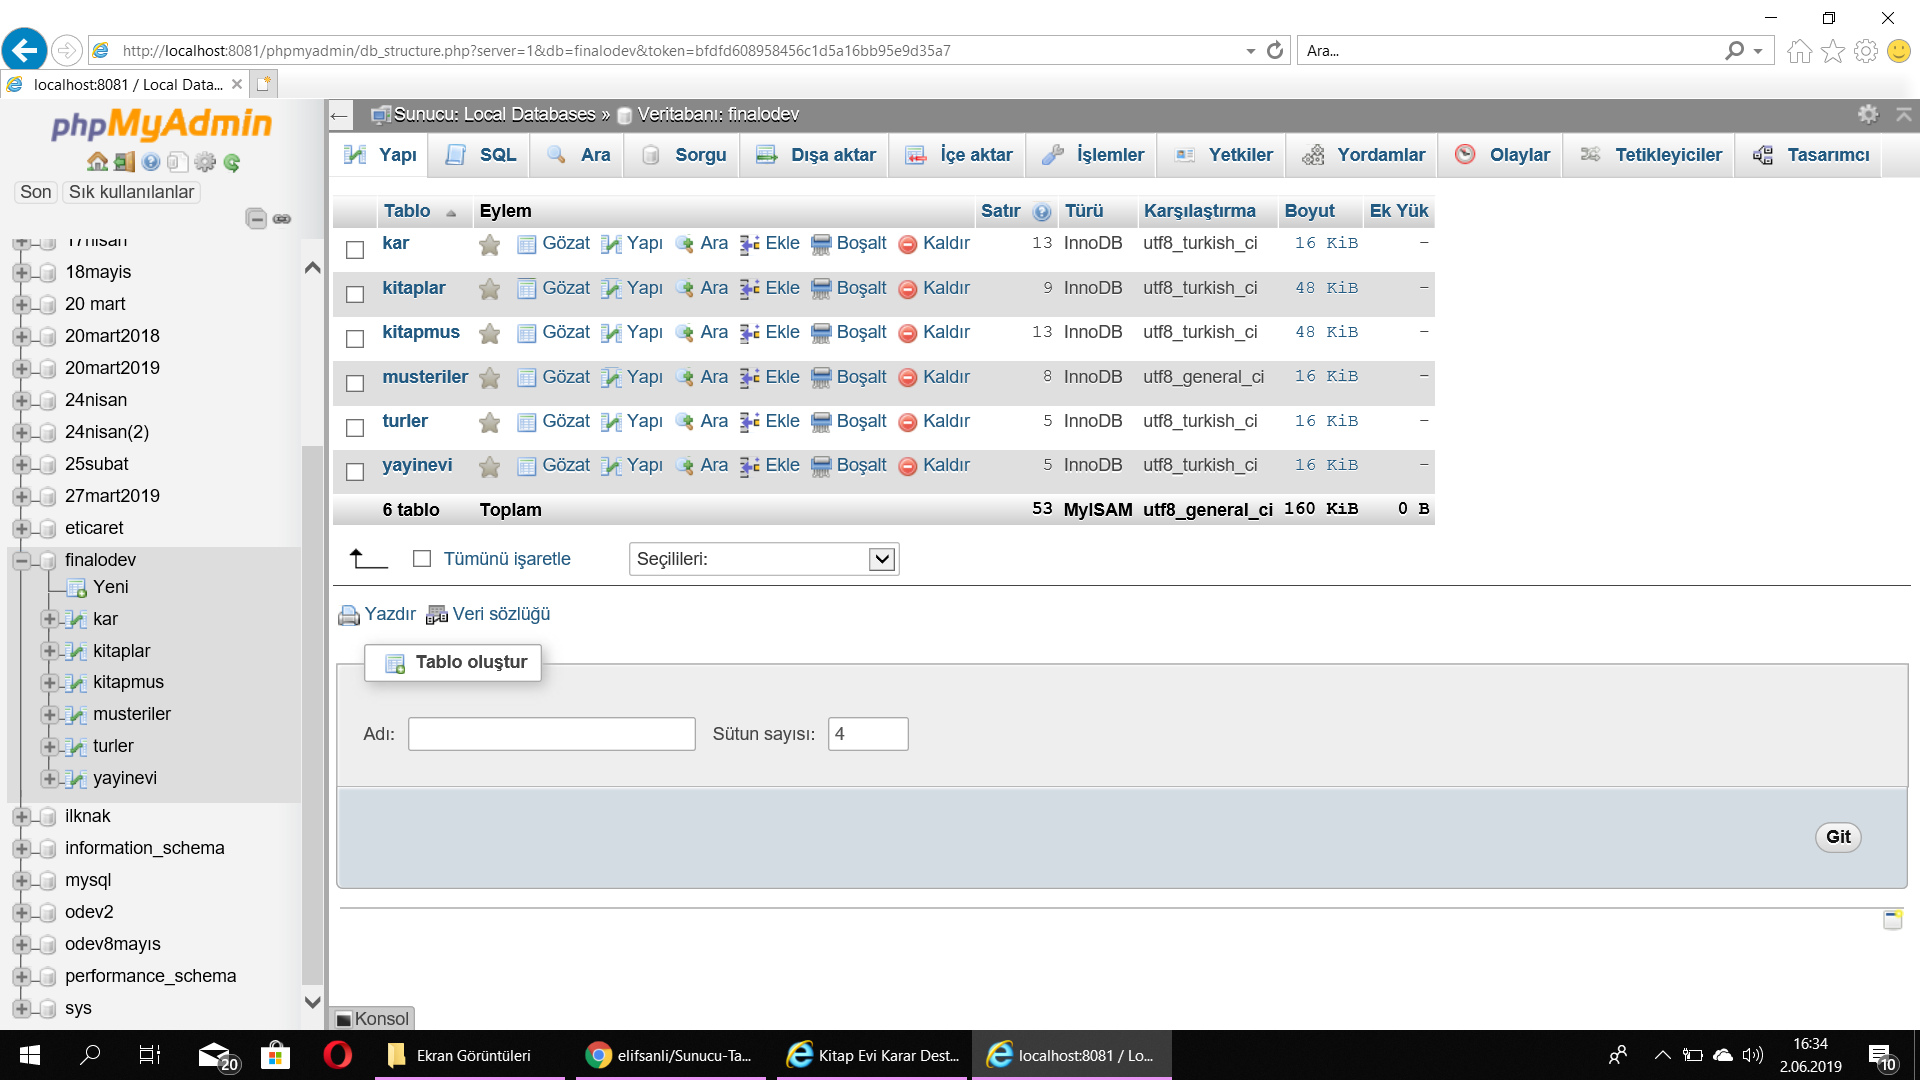 http://localhost:8081/phpmyadmin/db_structure.php?server=1&db=finalodev&token=bfdfd608958456c1d5a16bb95e9d35a7
Ara...
localhost:8081 / Local Data...
phpMyAdmin
Son Sık kullanılanlar
17nisan
18mayis
20 mart
20mart2018
20mart2019
24nisan
24nisan(2)
25subat
27mart2019
eticaret
finalodev
Yeni
kar
kitaplar
kitapmus
musteriler
turler
yayinevi
ilknak
information_schema
mysql
odev2
odev8mayıs
performance_schema
sys
Sunucu: Local Databases » Veritabanı: finalodev
Yapı SQL Ara Sorgu Dışa aktar İçe aktar İşlemler Yetkiler Yordamlar Olaylar Tetikleyiciler Tasarımcı
Tablo Eylem Satır Türü Karşılaştırma Boyut Ek Yük
kar Gözat Yapı Ara Ekle Boşalt Kaldır 13 InnoDB utf8_turkish_ci 16 KiB -
kitaplar Gözat Yapı Ara Ekle Boşalt Kaldır 9 InnoDB utf8_turkish_ci 48 KiB -
kitapmus Gözat Yapı Ara Ekle Boşalt Kaldır 13 InnoDB utf8_turkish_ci 48 KiB -
musteriler Gözat Yapı Ara Ekle Boşalt Kaldır 8 InnoDB utf8_general_ci 16 KiB -
turler Gözat Yapı Ara Ekle Boşalt Kaldır 5 InnoDB utf8_turkish_ci 16 KiB -
yayinevi Gözat Yapı Ara Ekle Boşalt Kaldır 5 InnoDB utf8_turkish_ci 16 KiB -
6 tablo Toplam 53 MyISAM utf8_general_ci 160 KiB 0 B
Tümünü işaretle Seçilileri:
Yazdır Veri sözlüğü
Tablo oluştur
Adı: Sütun sayısı: 4
Git
Konsol
20 Ekran Görüntüleri elifsanli/Sunucu-Ta... Kitap Evi Karar Dest... localhost:8081 / Lo... 16:34
2.06.2019 10